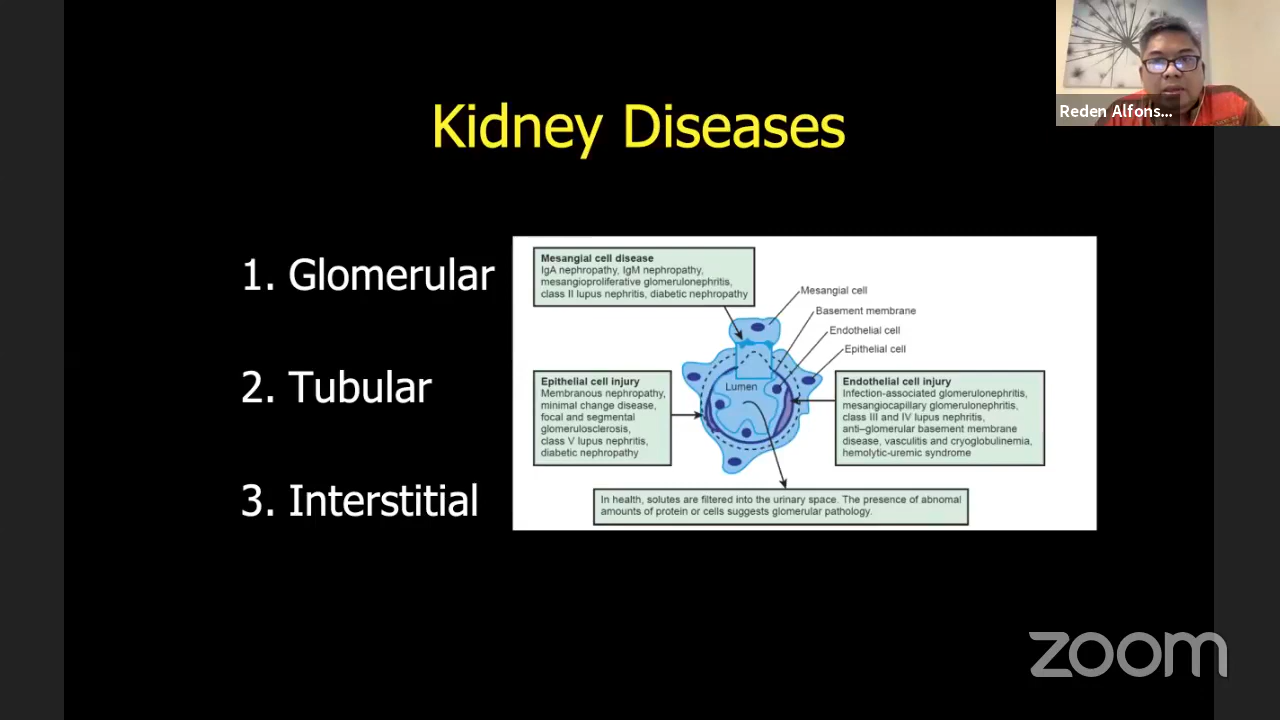 Reden Alfons...
Kidney Diseases
1. Glomerular
2. Tubular
3. Interstitial
Mesangial cell disease
IgA nephropathy, IgM nephropathy,
mesangioproliferative glomerulonephritis,
class II lupus nephritis, diabetic nephropathy
Mesangial cell
Basement membrane
Endothelial cell
Epithelial cell
Lumen
Epithelial cell injury
Membranous nephropathy,
minimal change disease,
focal and segmental
glomerulosclerosis,
class V lupus nephritis,
diabetic nephropathy
Endothelial cell injury
Infection-associated glomerulonephritis,
mesangiocapillary glomerulonephritis,
class III and IV lupus nephritis,
anti–glomerular basement membrane
disease, vasculitis and cryoglobulinemia,
hemolytic-uremic syndrome
In health, solutes are filtered into the urinary space. The presence of abnormal
amounts of protein or cells suggests glomerular pathology.
zoom